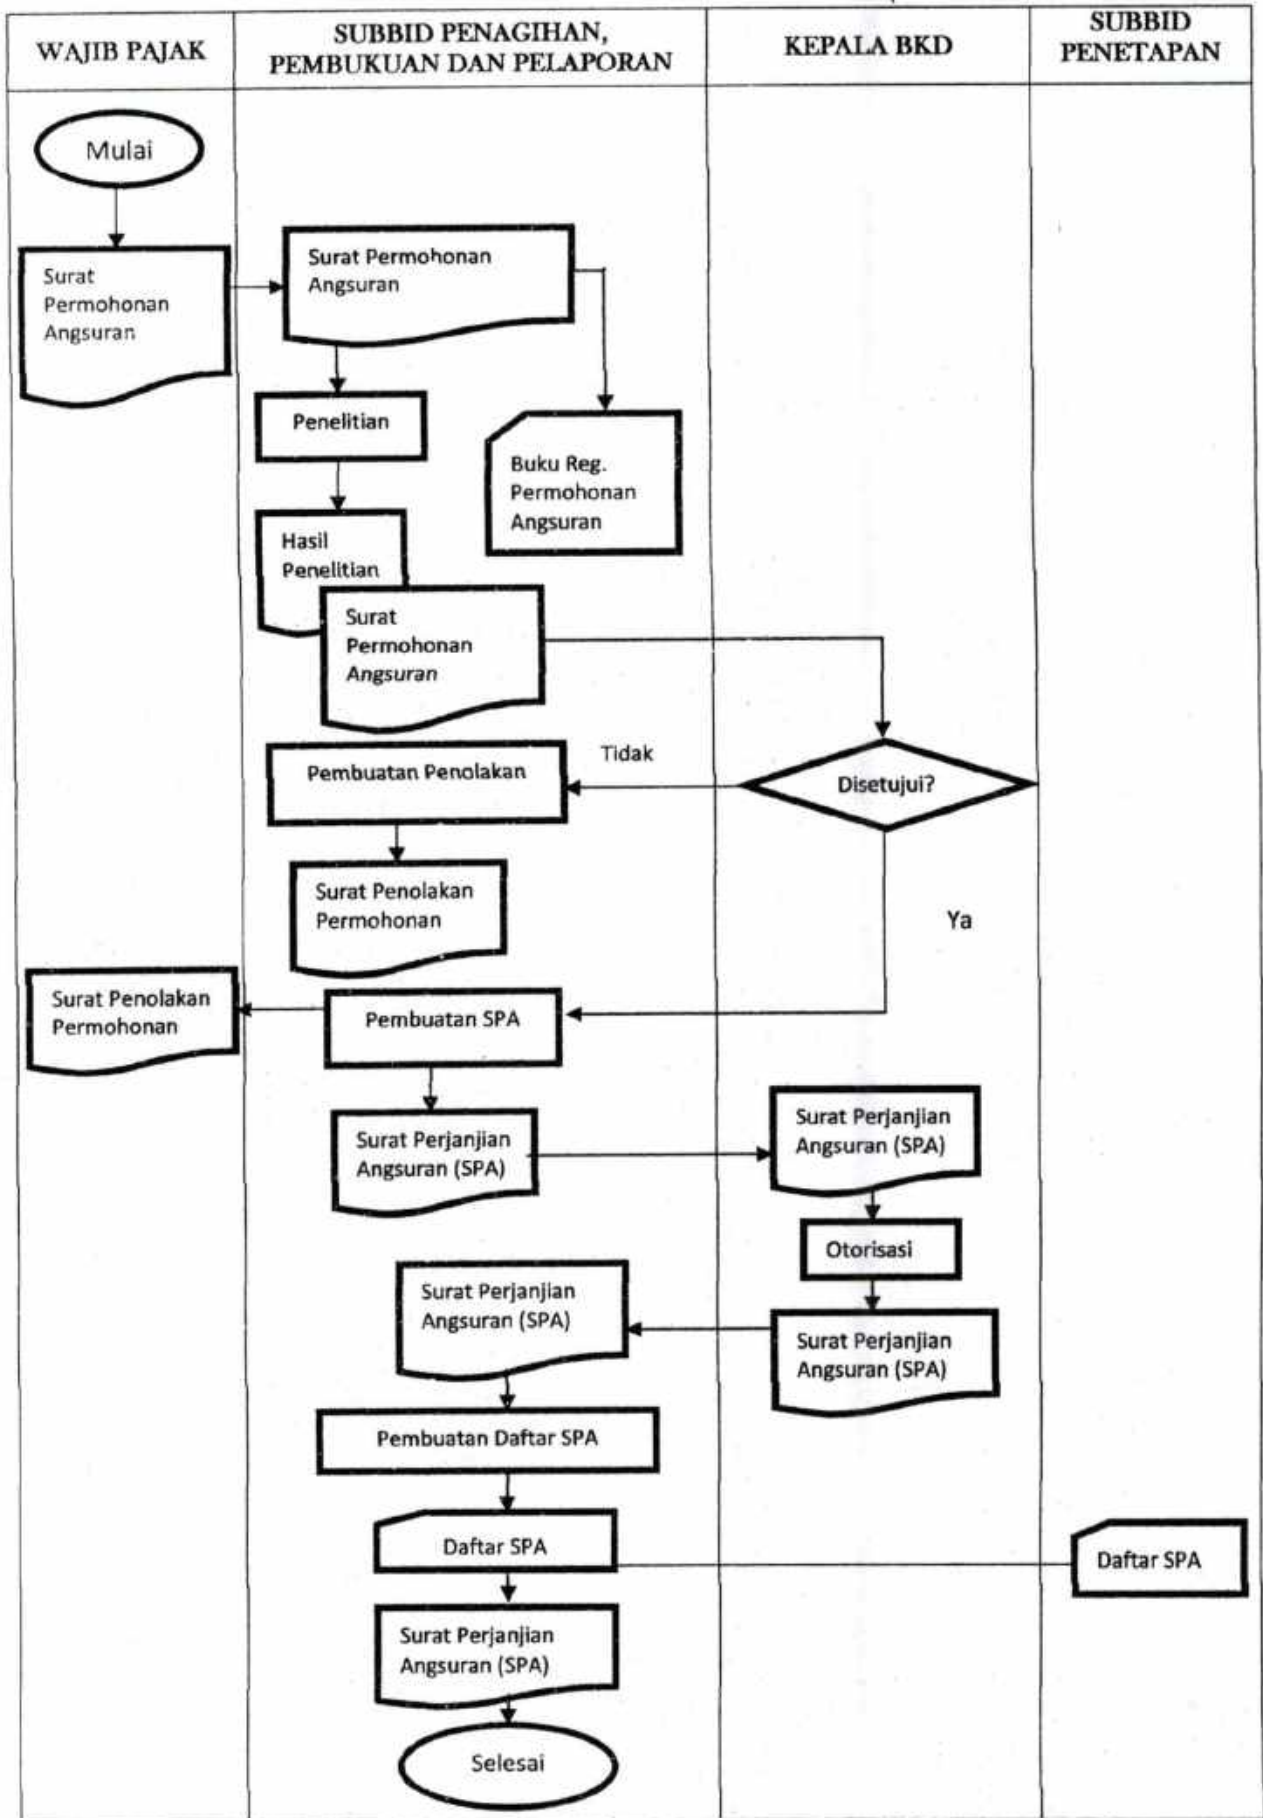 WAJIB PAJAK
SUBBID PENAGIHAN,
PEMBUKUAN DAN PELAPORAN
KEPALA BKD
SUBBID
PENETAPAN
Mulai
Surat
Permohonan
Angsuran
Surat Permohonan
Angsuran
Penelitian
Buku Reg.
Permohonan
Angsuran
Hasil
Penelitian
Surat
Permohonan
Angsuran
Disetujui?
Tidak
Pembuatan Penolakan
Surat Penolakan
Permohonan
Ya
Surat Penolakan
Permohonan
Pembuatan SPA
Surat Perjanjian
Angsuran (SPA)
Surat Perjanjian
Angsuran (SPA)
Otorisasi
Surat Perjanjian
Angsuran (SPA)
Surat Perjanjian
Angsuran (SPA)
Pembuatan Daftar SPA
Daftar SPA
Daftar SPA
Surat Perjanjian
Angsuran (SPA)
Selesai